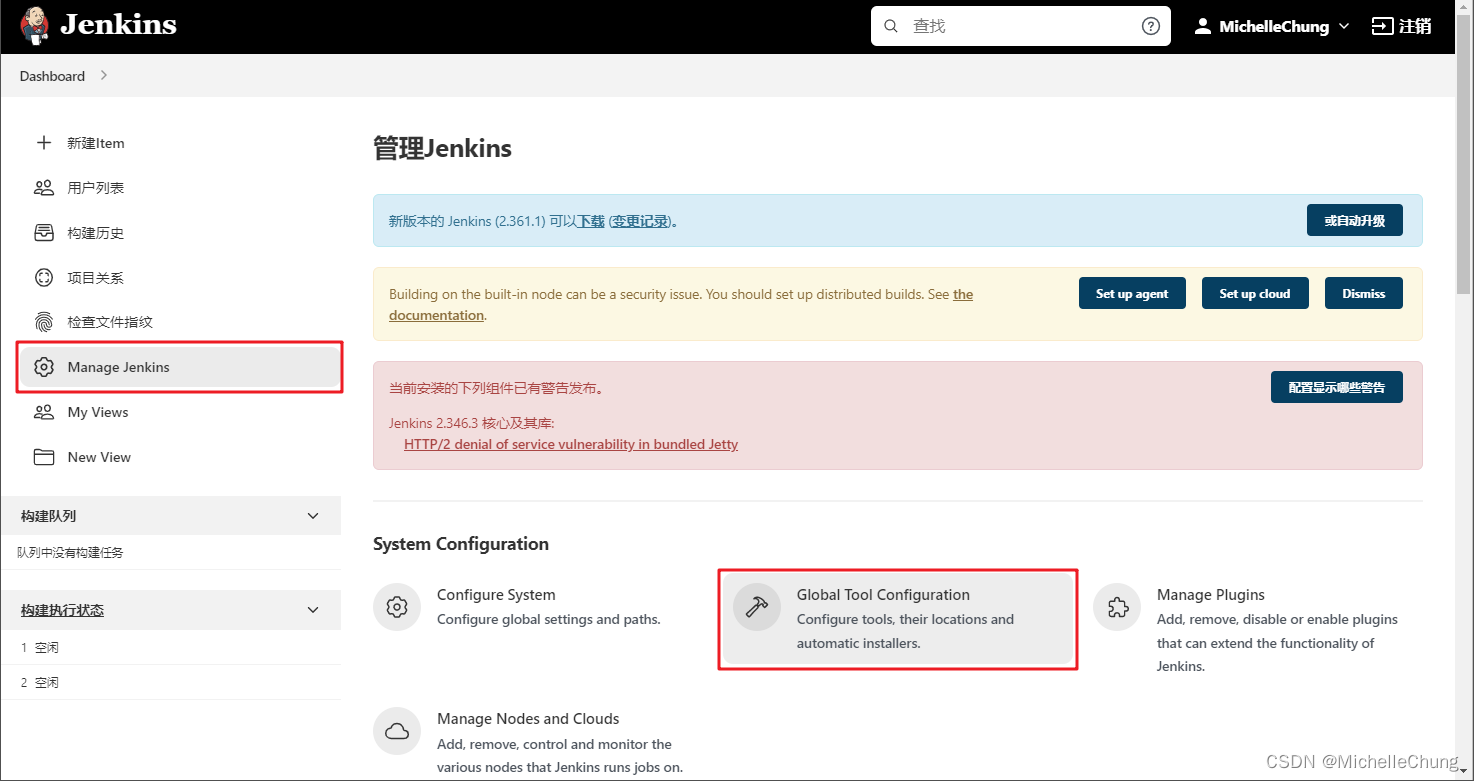 Jenkins
查找
MichelleChung
注销
Dashboard
新建Item
用户列表
构建历史
项目关系
检查文件指纹
Manage Jenkins
My Views
New View
构建队列
队列中没有构建任务
构建执行状态
1 空闲
2 空闲
管理Jenkins
新版本的 Jenkins (2.361.1) 可以下载 (变更记录)。
或自动升级
Building on the built-in node can be a security issue. You should set up distributed builds. See the
documentation.
Set up agent
Set up cloud
Dismiss
当前安装的下列组件已有警告发布。
配置显示哪些警告
Jenkins 2.346.3 核心及其库:
HTTP/2 denial of service vulnerability in bundled Jetty
System Configuration
Configure System
Configure global settings and paths.
Global Tool Configuration
Configure tools, their locations and
automatic installers.
Manage Plugins
Add, remove, disable or enable plugins
that can extend the functionality of
Jenkins.
Manage Nodes and Clouds
Add, remove, control and monitor the
various nodes that Jenkins runs jobs on.
CSDN @MichelleChung